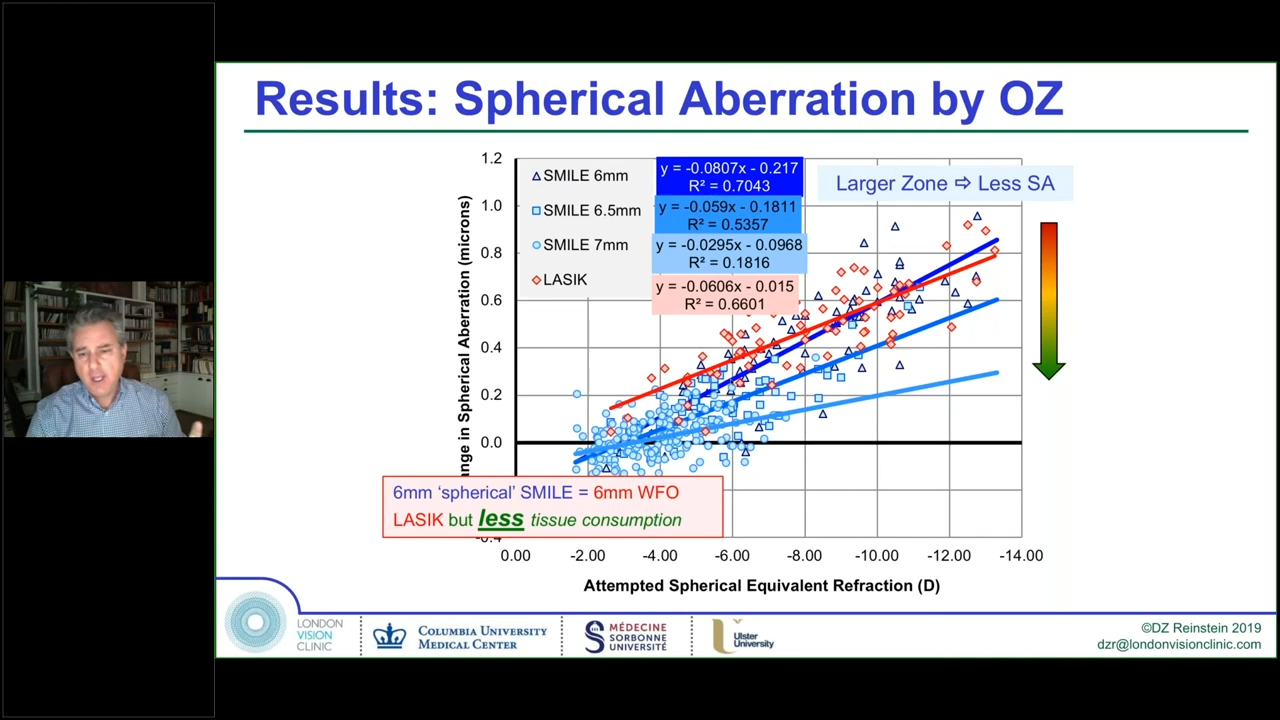 Results: Spherical Aberration by OZ
1.2
1.0
0.8
0.6
0.4
0.2
0.0
-0.4
ange in Spherical Aberration (microns)
SMILE 6mm
SMILE 6.5mm
SMILE 7mm
LASIK
y = -0.0807x - 0.217
R² = 0.7043
y = -0.059x - 0.1811
R² = 0.5357
y = -0.0295x - 0.0968
R² = 0.1816
y = -0.0606x - 0.015
R² = 0.6601
Larger Zone ⇨ Less SA
6mm ‘spherical’ SMILE = 6mm WFO
LASIK but less tissue consumption
0.00 -2.00 -4.00 -6.00 -8.00 -10.00 -12.00 -14.00
Attempted Spherical Equivalent Refraction (D)
LONDON
VISION
CLINIC
COLUMBIA UNIVERSITY
MEDICAL CENTER
MÉDECINE
SORBONNE
UNIVERSITÉ
Ulster
University
©DZ Reinstein 2019
dzr@londonvisionclinic.com